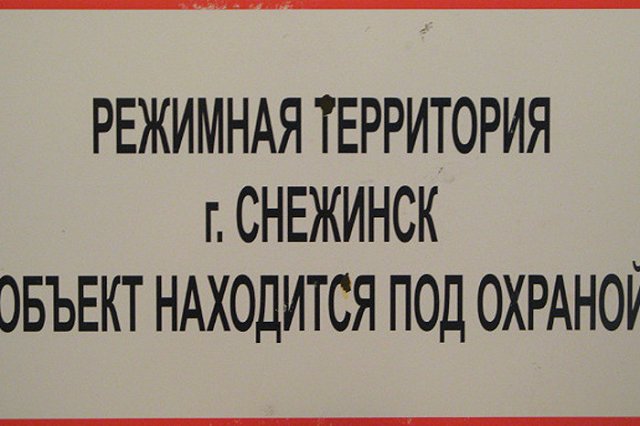 РЕЖИМНАЯ ТЕРРИТОРИЯ
г. СНЕЖИНСК
ОБЪЕКТ НАХОДИТСЯ ПОД ОХРАНОЙ